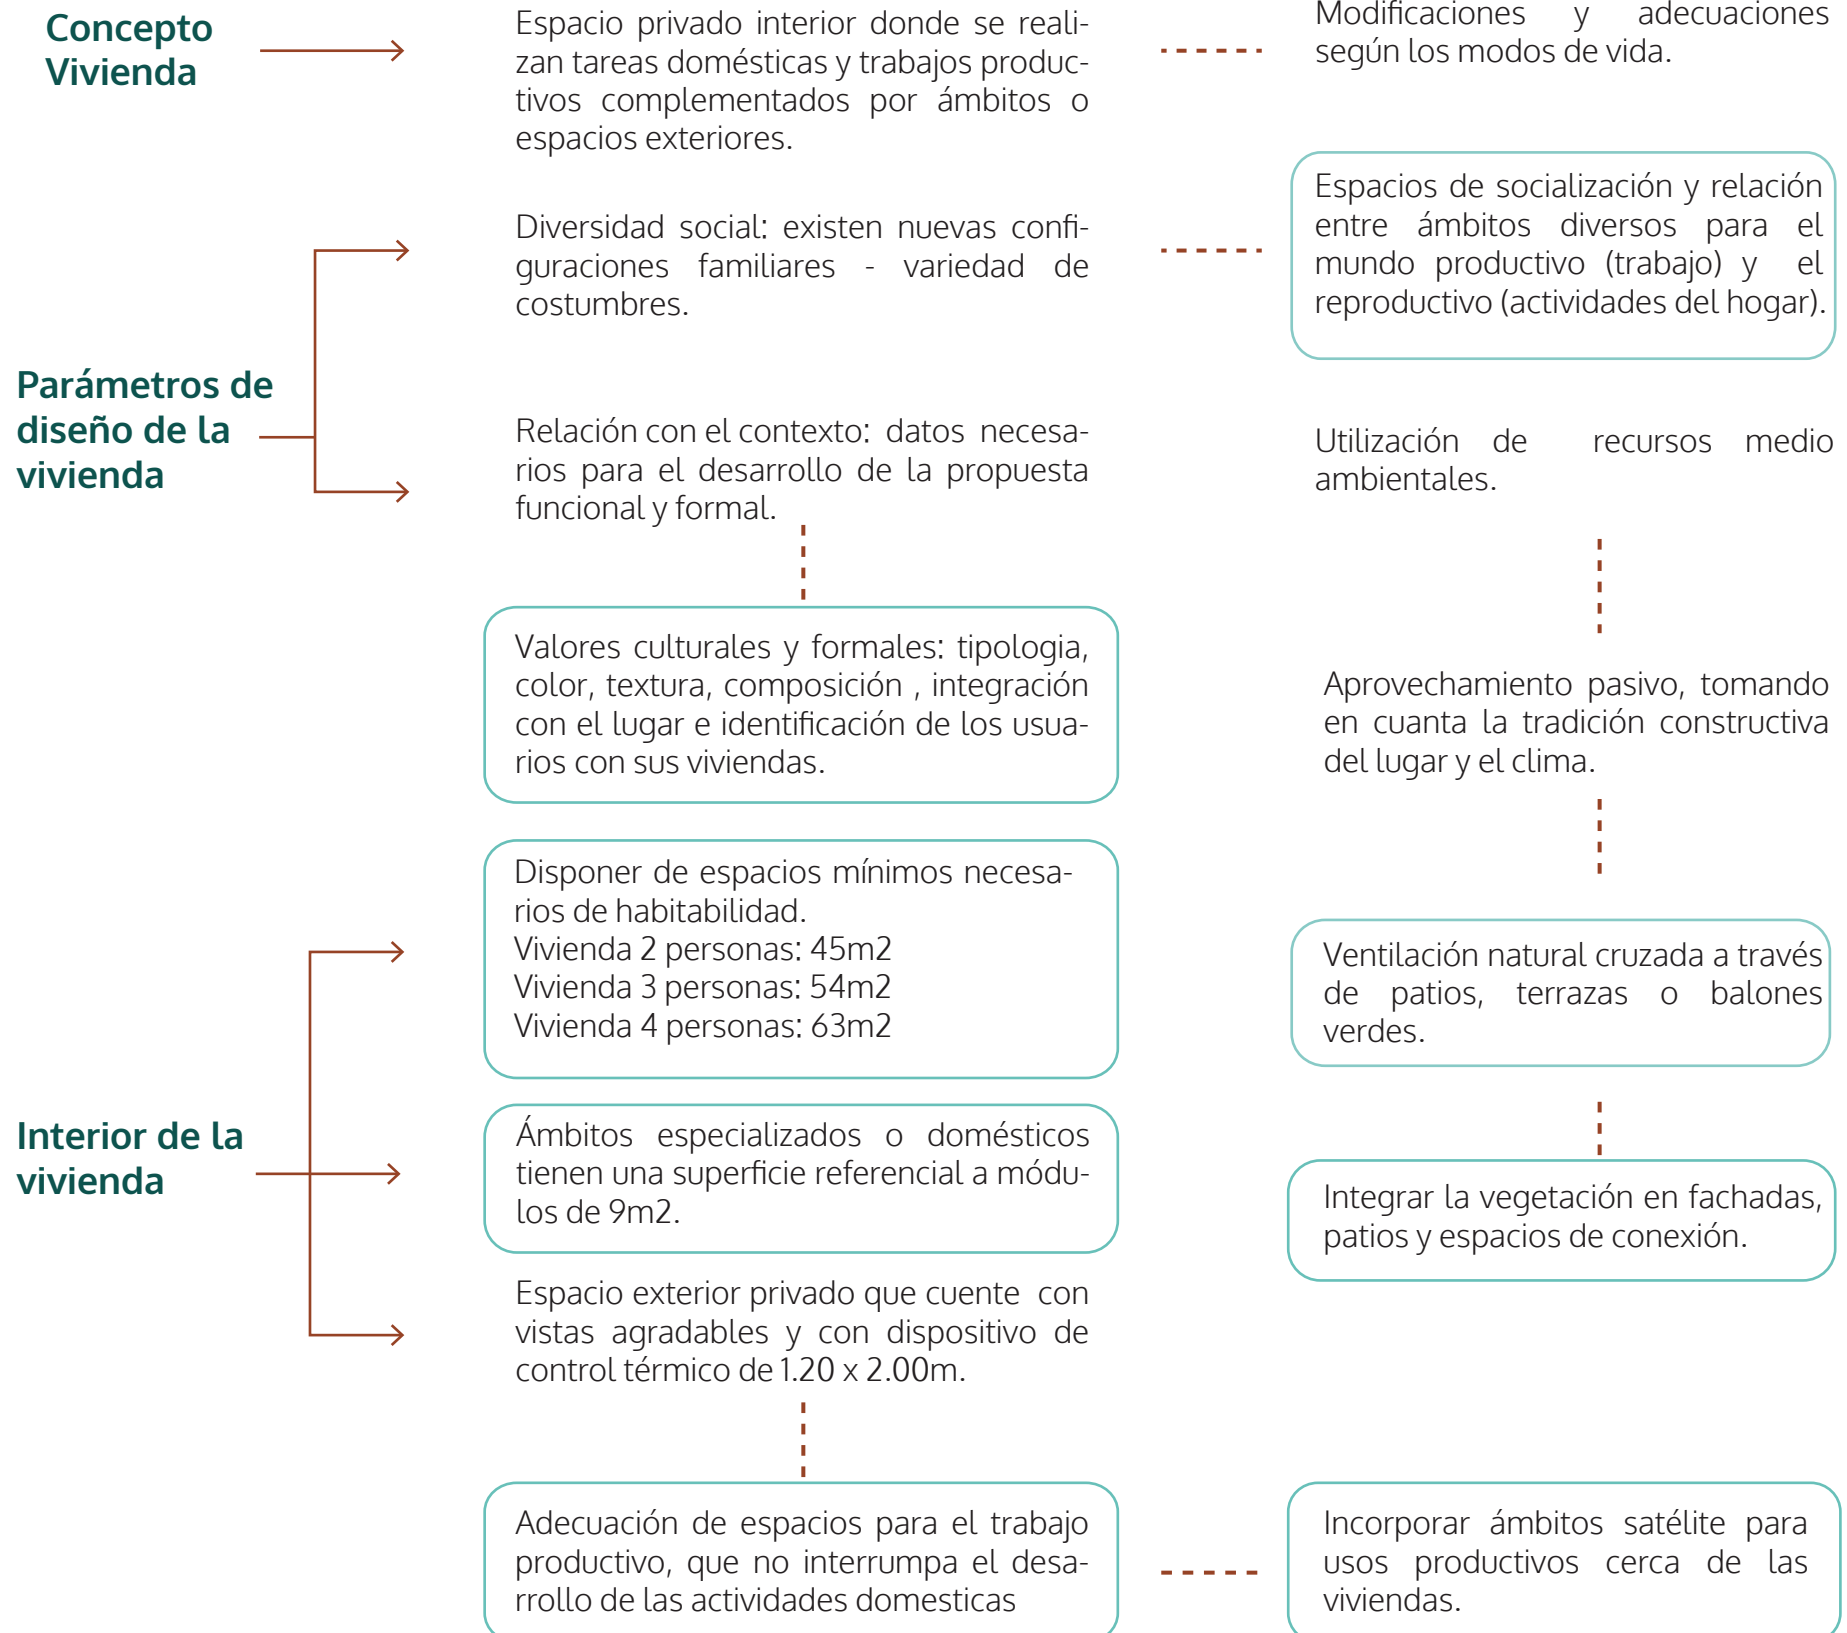 Concepto
Vivienda
Espacio privado interior donde se reali-
zan tareas domésticas y trabajos produc-
tivos complementados por ámbitos o
espacios exteriores.
Modificaciones y adecuaciones
según los modos de vida.
Parámetros de
diseño de la
vivienda
Diversidad social: existen nuevas confi-
guraciones familiares - variedad de
costumbres.
Espacios de socialización y relación
entre ámbitos diversos para el
mundo productivo (trabajo) y el
reproductivo (actividades del hogar).
Relación con el contexto: datos necesa-
rios para el desarrollo de la propuesta
funcional y formal.
Valores culturales y formales: tipologia,
color, textura, composición , integración
con el lugar e identificación de los usua-
rios con sus viviendas.
Utilización de recursos medio
ambientales.
Aprovechamiento pasivo, tomando
en cuanta la tradición constructiva
del lugar y el clima.
Ventilación natural cruzada a través
de patios, terrazas o balones
verdes.
Integrar la vegetación en fachadas,
patios y espacios de conexión.
Interior de la
vivienda
Disponer de espacios mínimos necesa-
rios de habitabilidad.
Vivienda 2 personas: 45m2
Vivienda 3 personas: 54m2
Vivienda 4 personas: 63m2
Ámbitos especializados o domésticos
tienen una superficie referencial a módu-
los de 9m2.
Espacio exterior privado que cuente con
vistas agradables y con dispositivo de
control térmico de 1.20 x 2.00m.
Adecuación de espacios para el trabajo
productivo, que no interrumpa el desa-
rrollo de las actividades domesticas
Incorporar ámbitos satélite para
usos productivos cerca de las
viviendas.